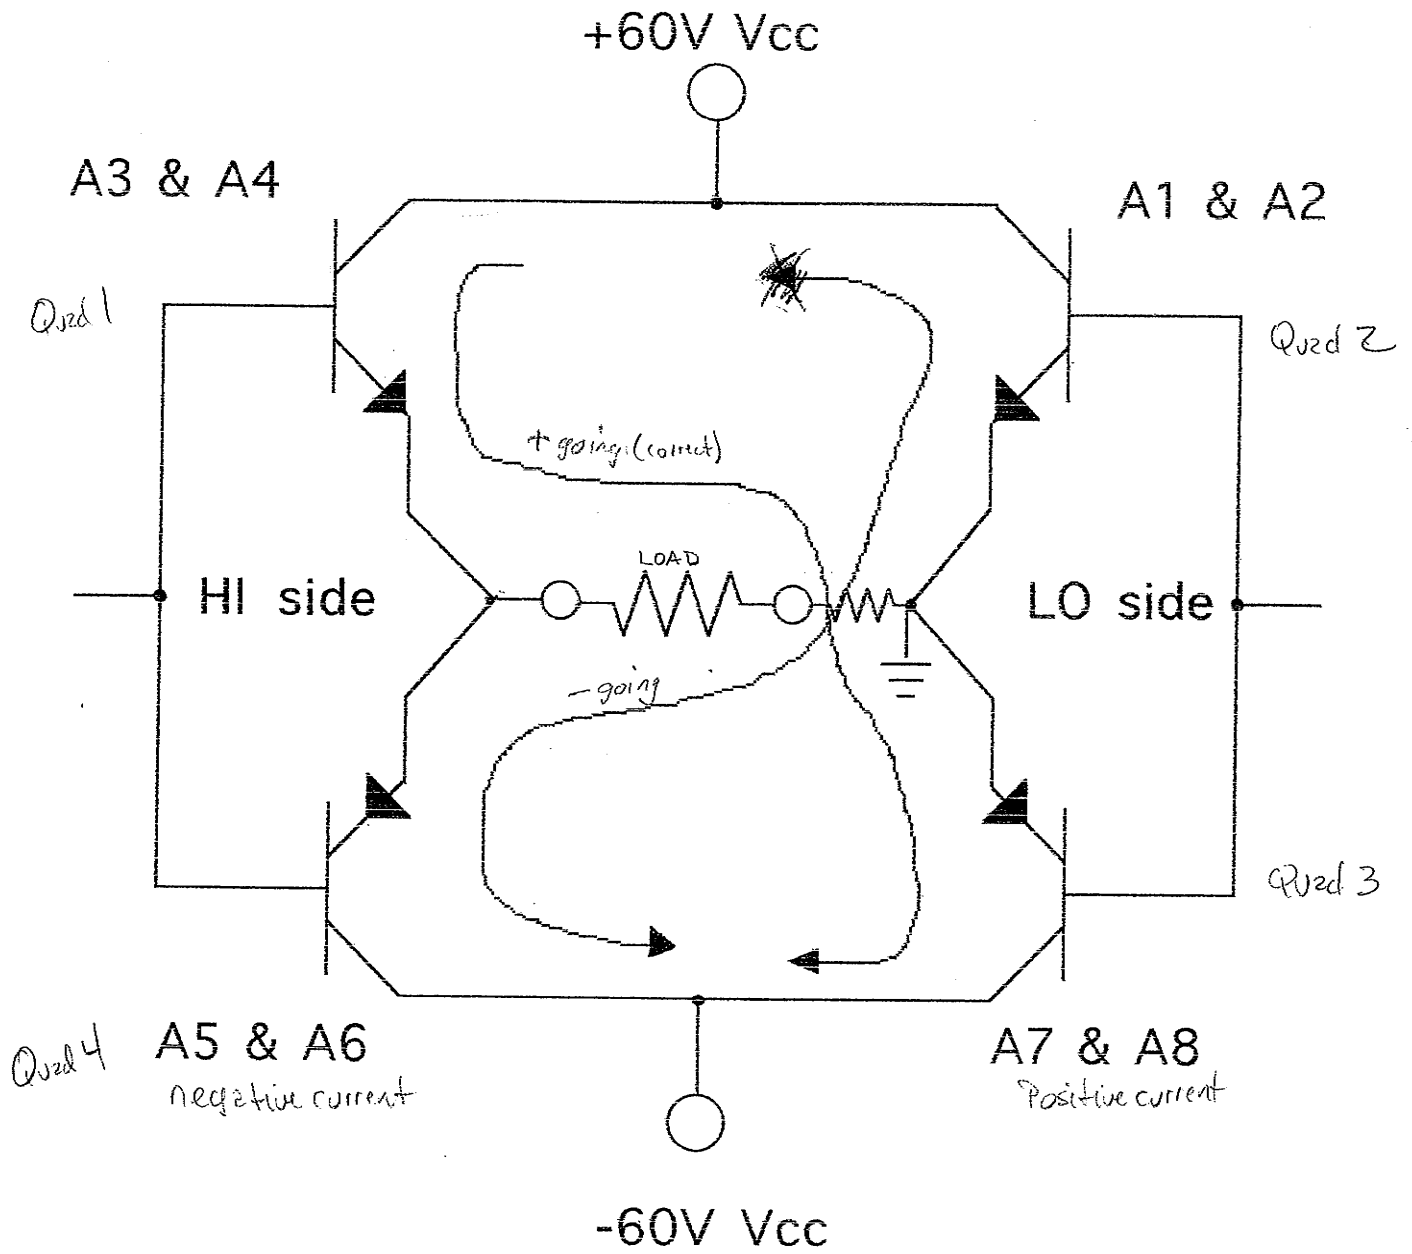 +60V Vcc
A3 & A4
A1 & A2
Quad 1
Quad 2
+ going (correct)
LOAD
HI side
LO side
- going
Quad 3
A5 & A6
A7 & A8
Quad 4
negative current
Positive current
-60V Vcc